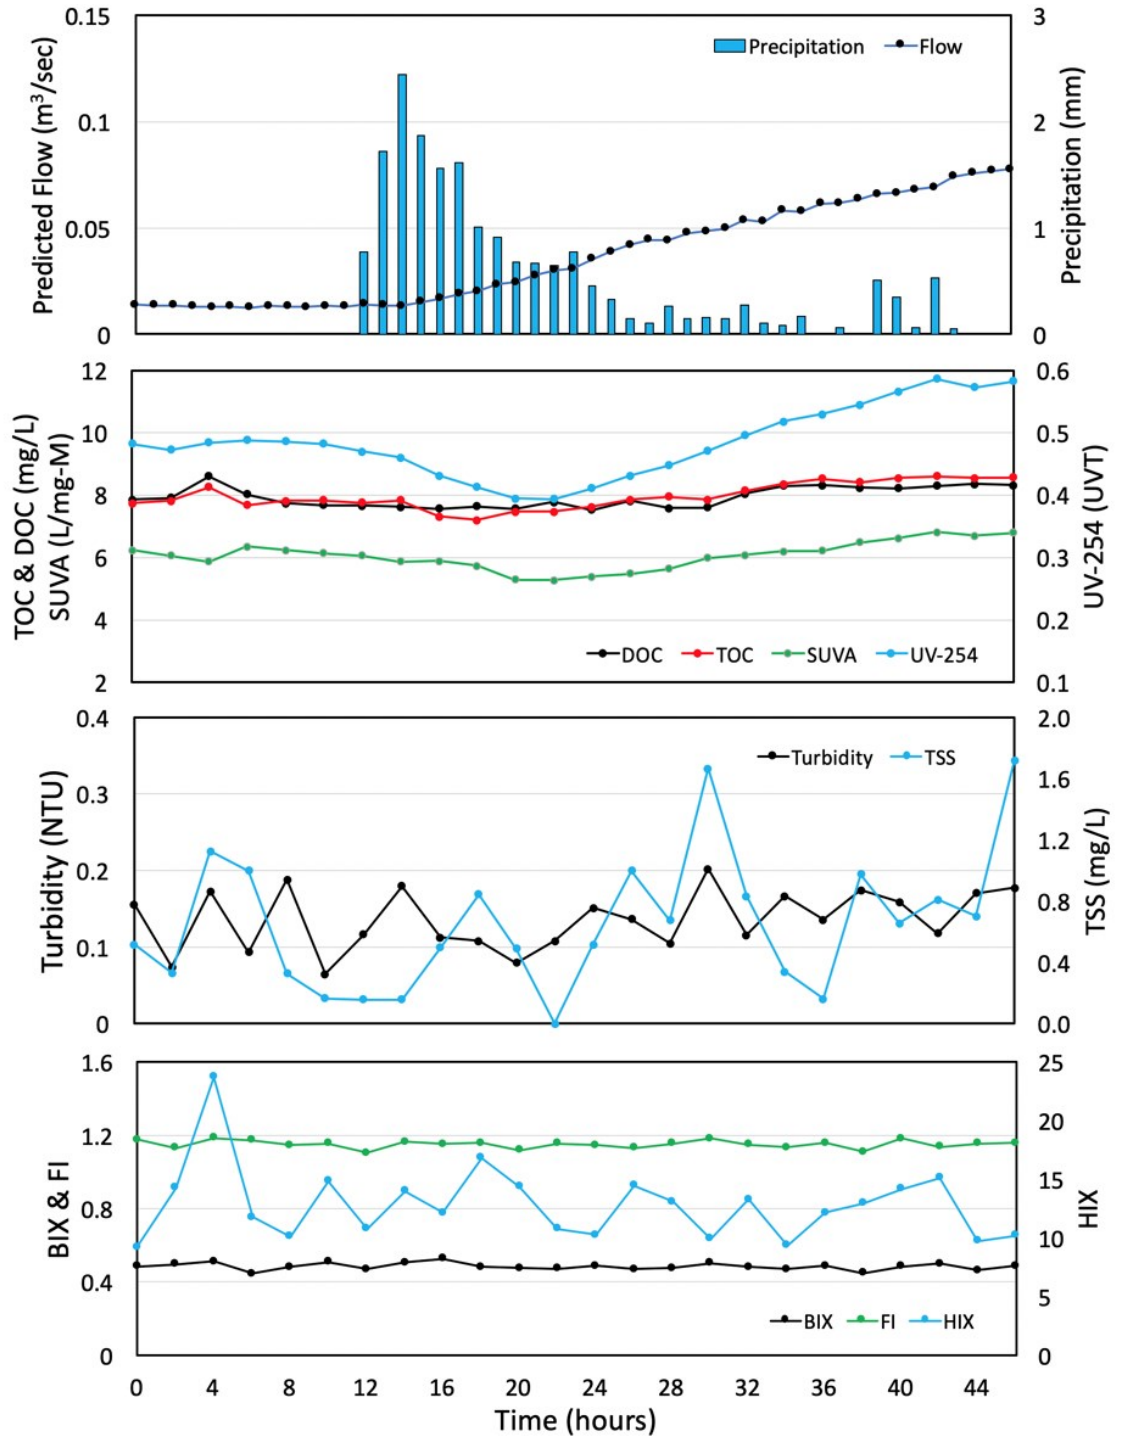 0.15
0.1
0.05
0
Predicted Flow (m³/sec)
Precipitation Flow
3
2
1
0
Precipitation (mm)
12
10
8
6
4
2
TOC & DOC (mg/L)
SUVA (L/mg-M)
DOC TOC SUVA UV-254
0.6
0.5
0.4
0.3
0.2
0.1
UV-254 (UVT)
0.4
0.3
0.2
0.1
0
Turbidity (NTU)
Turbidity TSS
2.0
1.6
1.2
0.8
0.4
0.0
TSS (mg/L)
1.6
1.2
0.8
0.4
0
BIX & FI
BIX FI HIX
25
20
15
10
5
0
HIX
0 4 8 12 16 20 24 28 32 36 40 44
Time (hours)